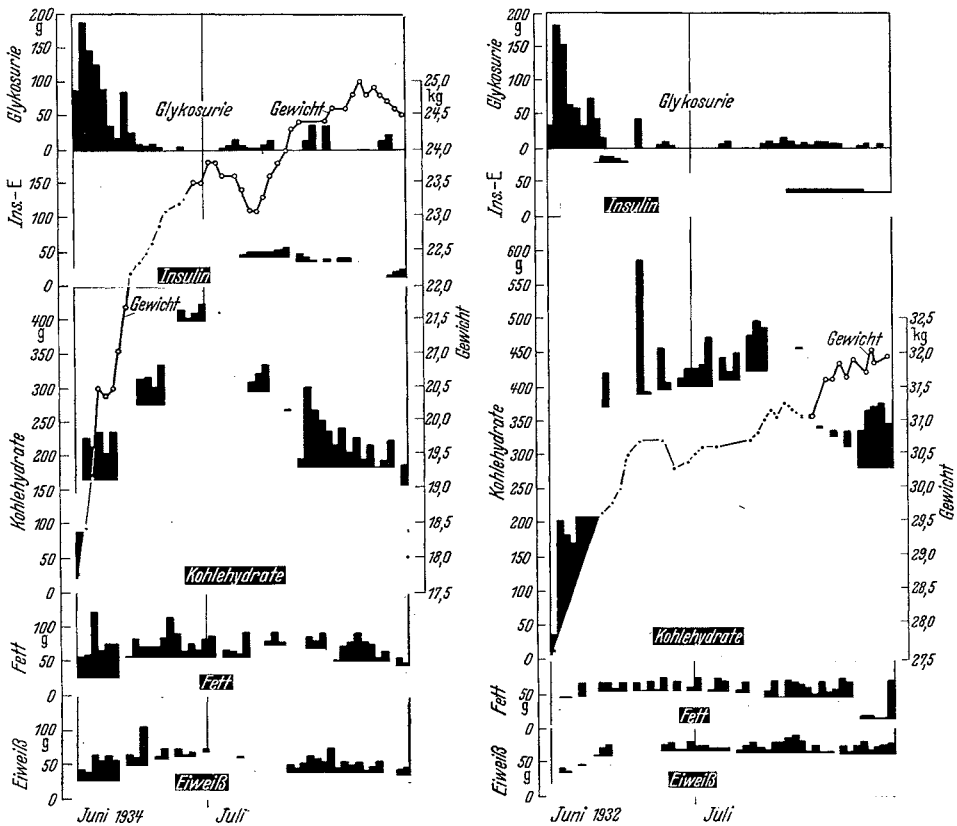 200
g
150
100
50
0
Glykosurie
Glykosurie
Gewicht
25,0
kg
24,5
24,0
23,5
23,0
22,5
22,0
21,5
21,0
20,5
20,0
19,5
19,0
18,5
18,0
17,5
Gewicht
150
100
50
0
Ins.-E
Insulin
Gewicht
400
g
350
300
250
200
150
100
50
0
Kohlehydrate
Kohlehydrate
100
g
50
0
Fett
Fett
100
g
50
0
Eiweiß
Eiweiß
Juni 1934
Juli
200
g
150
100
50
0
Glykosurie
Glykosurie
50
0
Ins.-E
Insulin
600
g
550
500
450
400
350
300
250
200
150
100
50
0
Kohlehydrate
Gewicht
32,5
kg
32,0
31,5
31,0
30,5
30,0
29,5
29,0
28,5
28,0
27,5
Gewicht
Kohlehydrate
50
g
0
Fett
Fett
50
g
0
Eiweiß
Eiweiß
Juni 1932
Juli